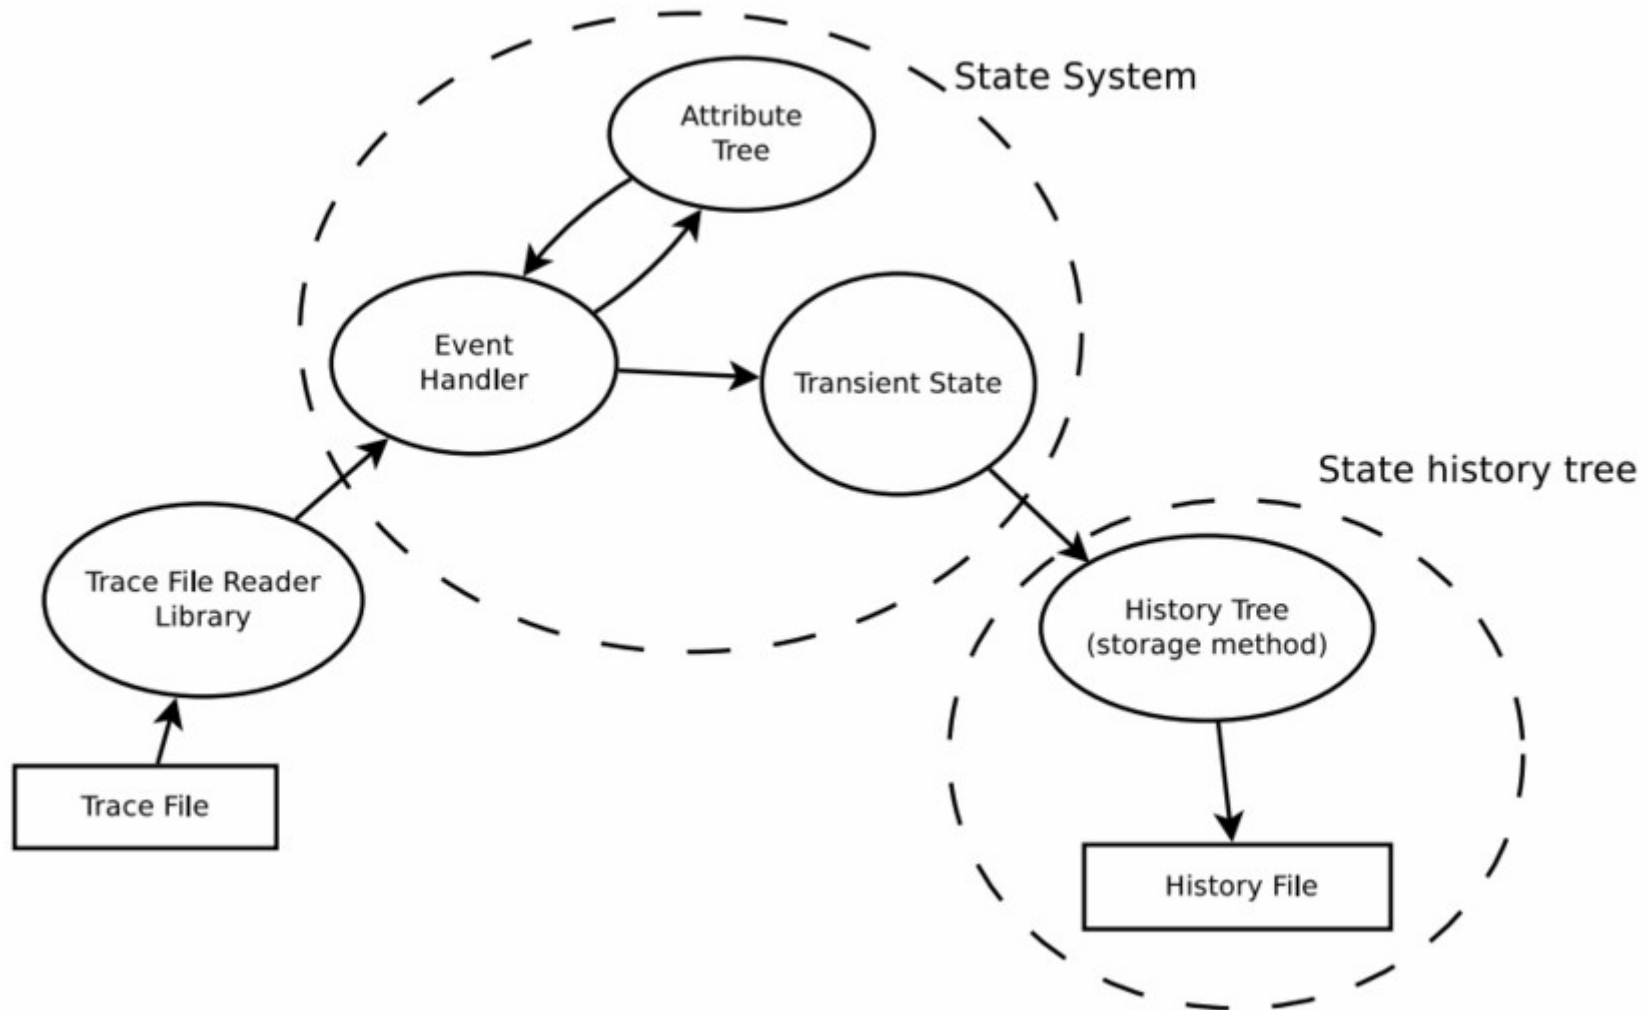 State System
Attribute
Tree
Event
Handler
Transient State
State history tree
Trace File Reader
Library
History Tree
(storage method)
Trace File
History File